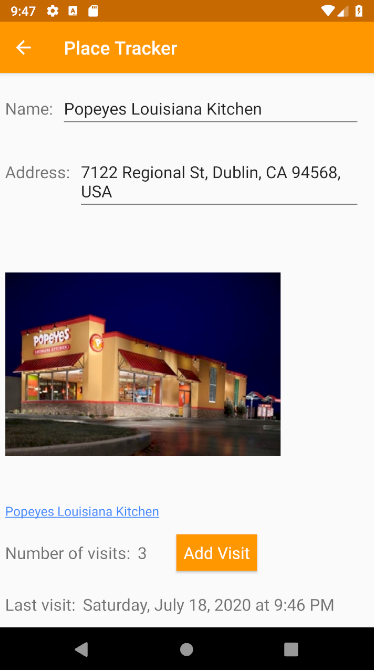 9:47
Place Tracker
Name: Popeyes Louisiana Kitchen
Address: 7122 Regional St, Dublin, CA 94568,
USA
POPEYES
LOUISIANA KITCHEN
Popeyes Louisiana Kitchen
Number of visits: 3 Add Visit
Last visit: Saturday, July 18, 2020 at 9:46 PM